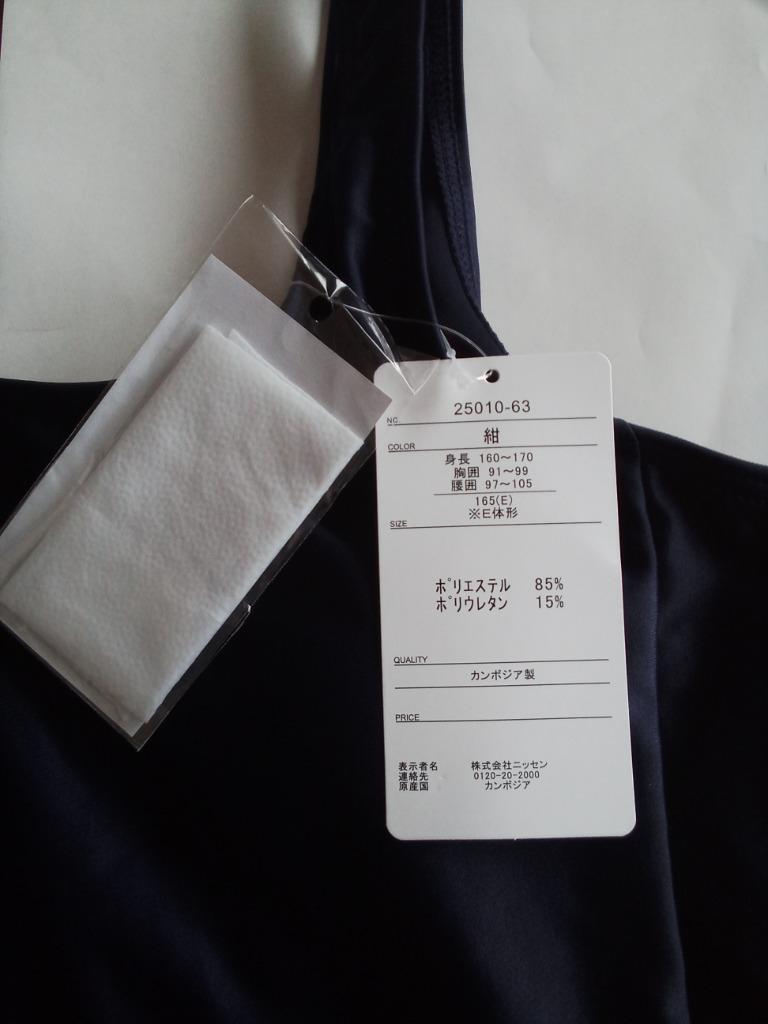 NO. 25010-63
COLOR 紺
身長 160～170
胸囲 91～99
腰囲 97～105
165(E)
※E体形
SIZE
ﾎﾟﾘｴｽﾃﾙ 85%
ﾎﾟﾘｳﾚﾀﾝ 15%
QUALITY
カンボジア製
PRICE
表示者名 株式会社ニッセン
連絡先 0120-20-2000
原産国 カンボジア